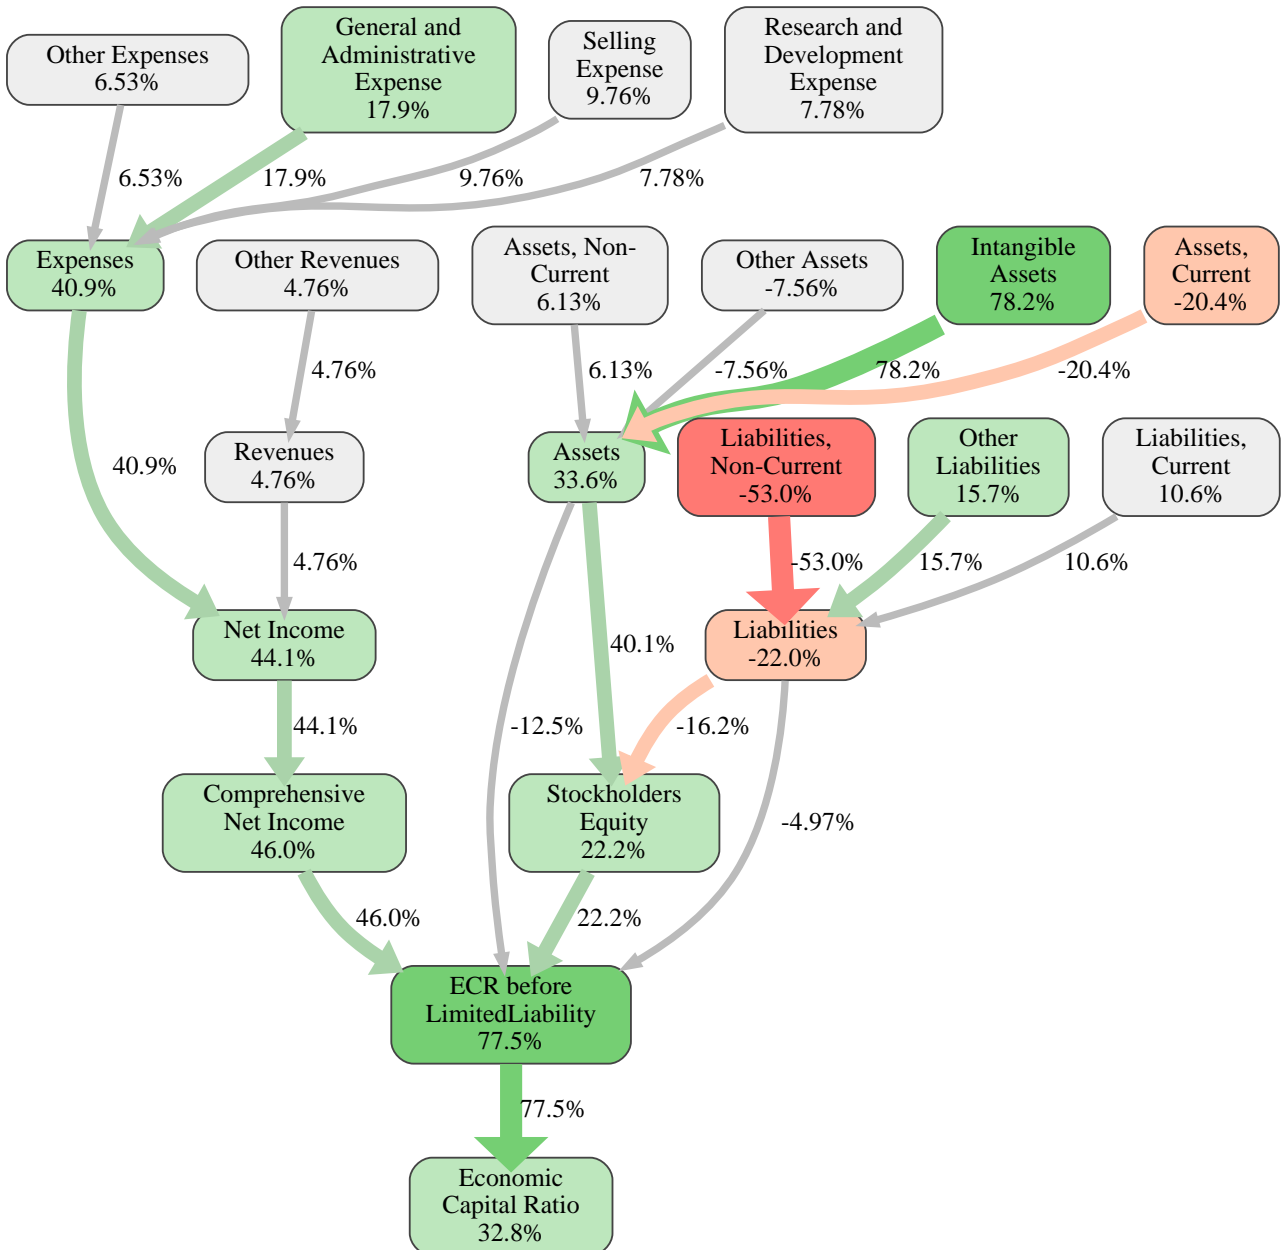 Other Expenses
6.53%
General and
Administrative
Expense
17.9%
Selling
Expense
9.76%
Research and
Development
Expense
7.78%
6.53%
17.9%
9.76%
7.78%
Expenses
40.9%
Other Revenues
4.76%
Assets, Non-
Current
6.13%
Other Assets
-7.56%
Intangible
Assets
78.2%
Assets,
Current
-20.4%
4.76%
6.13%
-7.56%
78.2%
-20.4%
40.9%
Revenues
4.76%
Assets
33.6%
Liabilities,
Non-Current
-53.0%
Other
Liabilities
15.7%
Liabilities,
Current
10.6%
4.76%
-53.0%
15.7%
10.6%
Net Income
44.1%
40.1%
Liabilities
-22.0%
44.1%
-12.5%
-16.2%
-4.97%
Comprehensive
Net Income
46.0%
Stockholders
Equity
22.2%
46.0%
22.2%
ECR before
LimitedLiability
77.5%
77.5%
Economic
Capital Ratio
32.8%